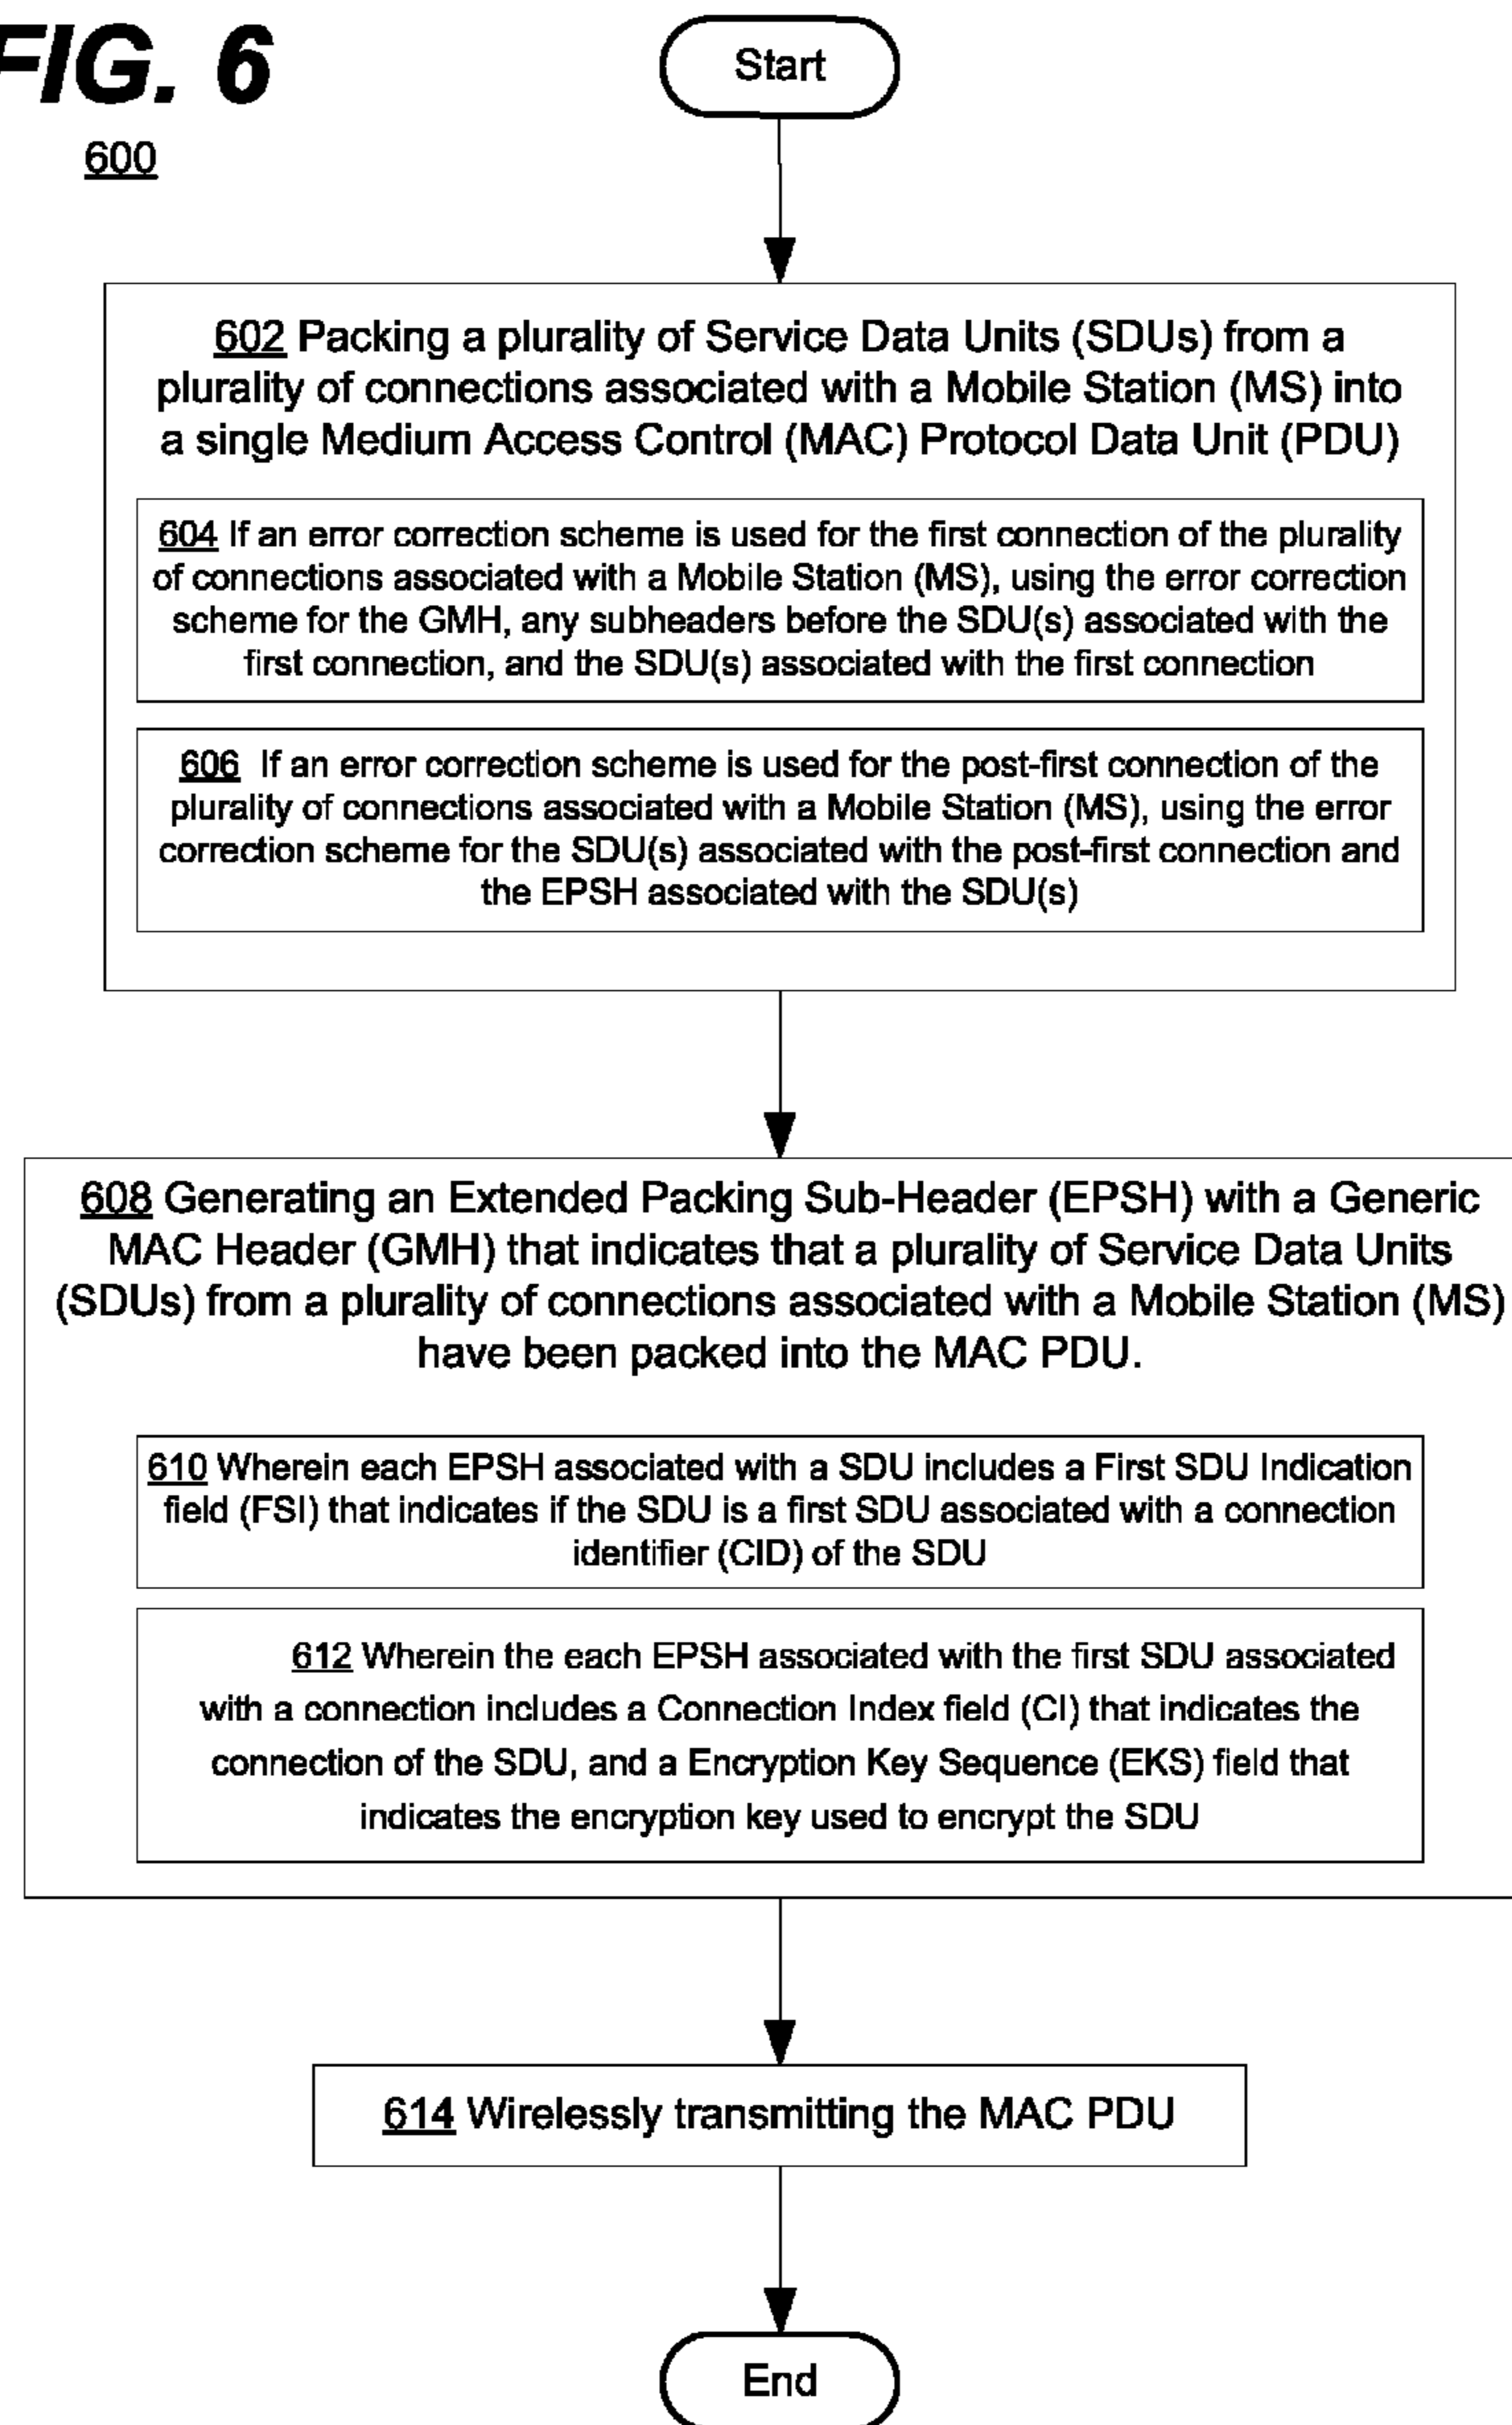 FIG. 6
600
Start
602 Packing a plurality of Service Data Units (SDUs) from a
plurality of connections associated with a Mobile Station (MS) into
a single Medium Access Control (MAC) Protocol Data Unit (PDU)
604 If an error correction scheme is used for the first connection of the plurality
of connections associated with a Mobile Station (MS), using the error correction
scheme for the GMH, any subheaders before the SDU(s) associated with the
first connection, and the SDU(s) associated with the first connection
606 If an error correction scheme is used for the post-first connection of the
plurality of connections associated with a Mobile Station (MS), using the error
correction scheme for the SDU(s) associated with the post-first connection and
the EPSH associated with the SDU(s)
608 Generating an Extended Packing Sub-Header (EPSH) with a Generic
MAC Header (GMH) that indicates that a plurality of Service Data Units
(SDUs) from a plurality of connections associated with a Mobile Station (MS)
have been packed into the MAC PDU.
610 Wherein each EPSH associated with a SDU includes a First SDU Indication
field (FSI) that indicates if the SDU is a first SDU associated with a connection
identifier (CID) of the SDU
612 Wherein the each EPSH associated with the first SDU associated
with a connection includes a Connection Index field (CI) that indicates the
connection of the SDU, and a Encryption Key Sequence (EKS) field that
indicates the encryption key used to encrypt the SDU
614 Wirelessly transmitting the MAC PDU
End